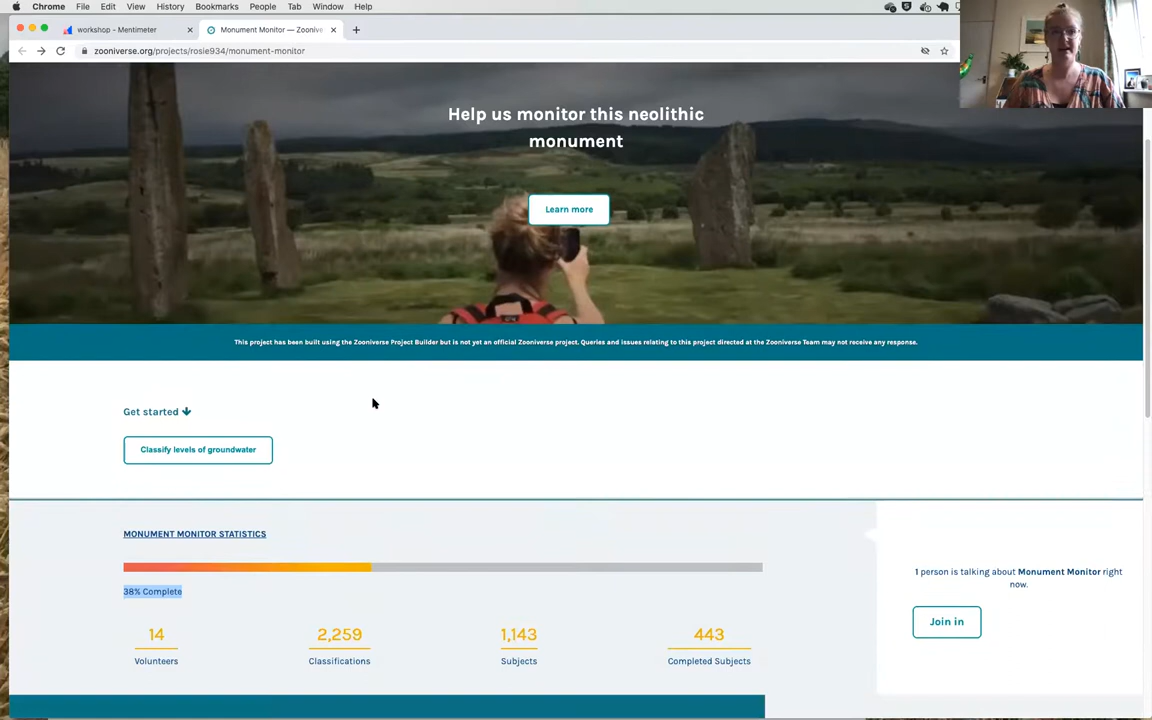 Chrome File Edit View History Bookmarks People Tab Window Help
workshop - Mentimeter
Monument Monitor — Zoonive
zooniverse.org/projects/rosie934/monument-monitor
Help us monitor this neolithic
monument
Learn more
This project has been built using the Zooniverse Project Builder but is not yet an official Zooniverse project. Queries and issues relating to this project directed at the Zooniverse Team may not receive any response.
Get started
Classify levels of groundwater
MONUMENT MONITOR STATISTICS
38% Complete
14 2,259 1,143 443
Volunteers Classifications Subjects Completed Subjects
1 person is talking about Monument Monitor right
now.
Join in